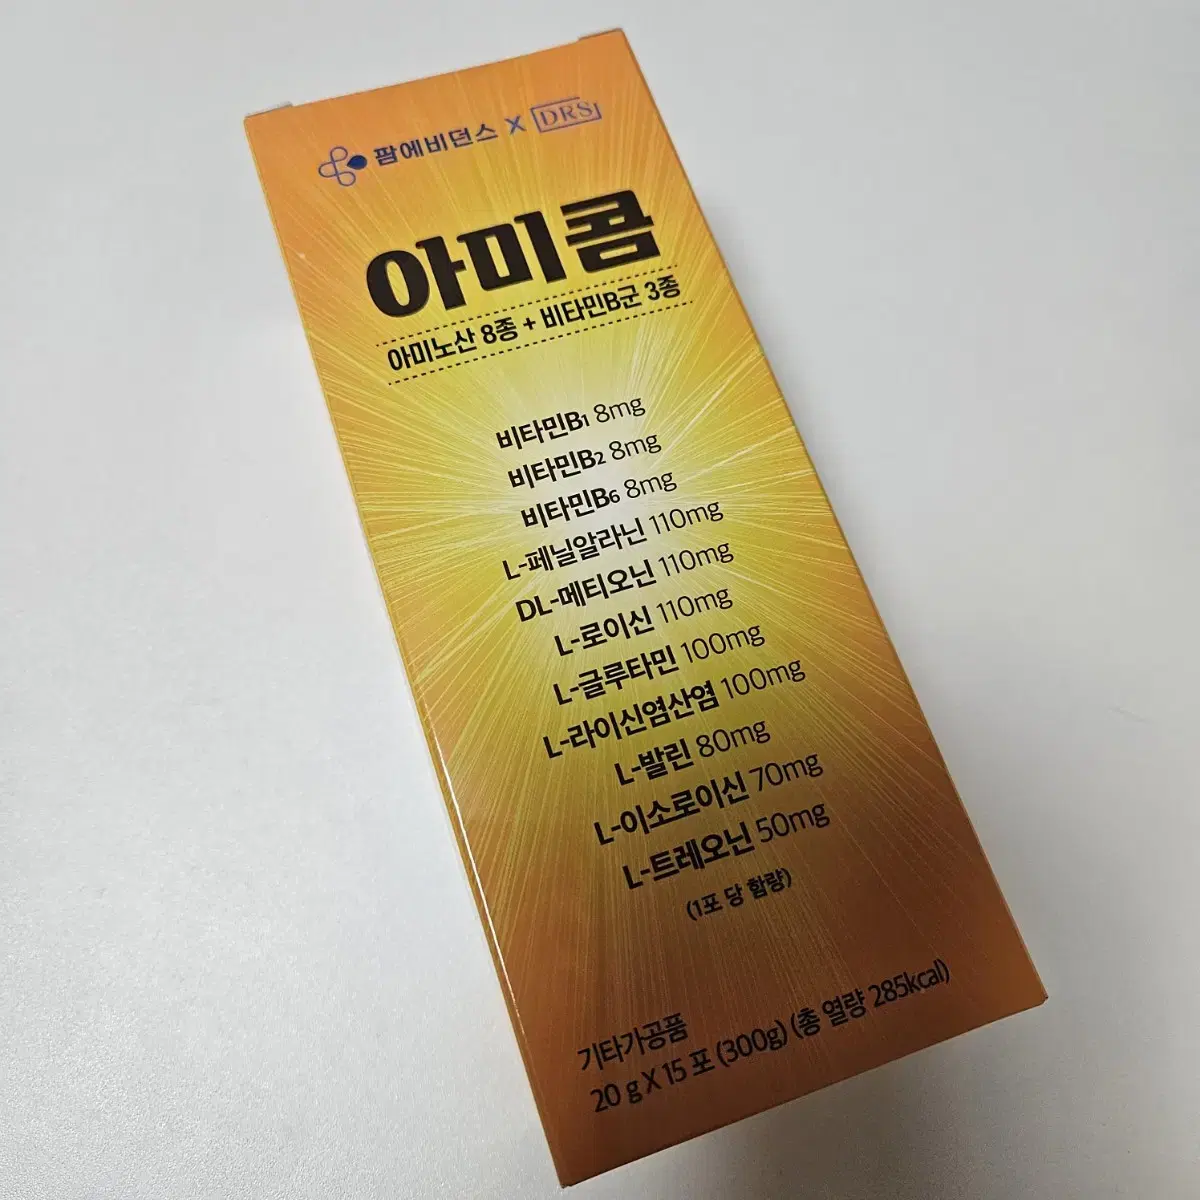 팜에비던스 X DRS
아미콤
아미노산 8종 + 비타민B군 3종
비타민B1 8mg
비타민B2 8mg
비타민B6 8mg
L-페닐알라닌 110mg
DL-메티오닌 110mg
L-로이신 110mg
L-글루타민 100mg
L-라이신염산염 100mg
L-발린 80mg
L-이소로이신 70mg
L-트레오닌 50mg
(1포 당 함량)
기타가공품
20 g X 15 포 (300g) (총 열량 285kcal)